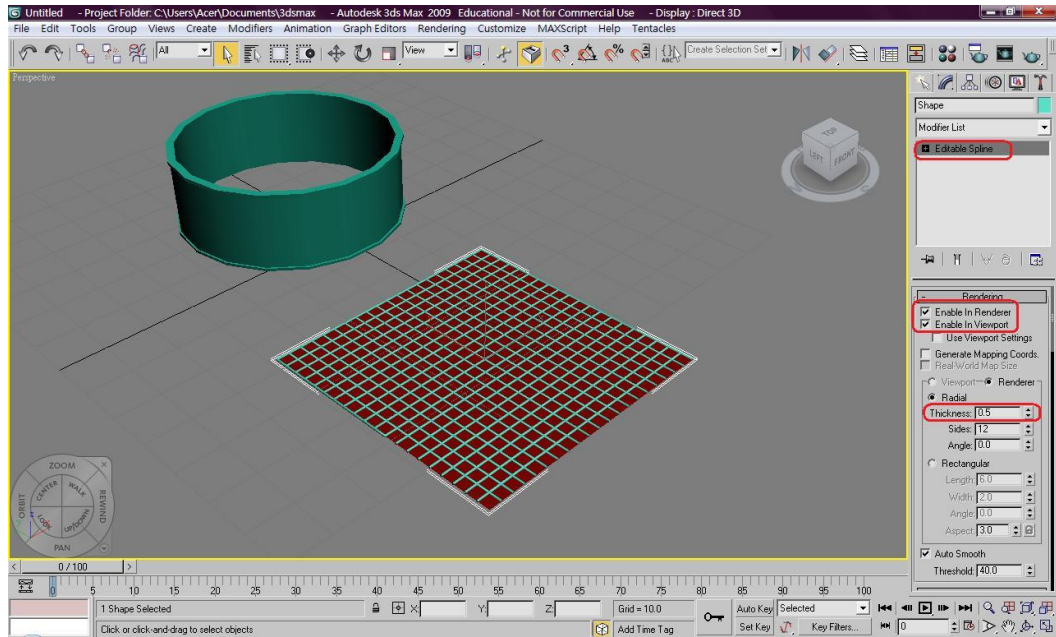 Untitled - Project Folder: C:\Users\Acer\Documents\3dsmax - Autodesk 3ds Max 2009 Educational - Not for Commercial Use - Display : Direct 3D
File Edit Tools Group Views Create Modifiers Animation Graph Editors Rendering Customize MAXScript Help Tentacles
All View Create Selection Set
Perspective
TOP
LEFT FRONT
Shape
Modifier List
Editable Spline
Rendering
Enable In Renderer
Enable In Viewport
Use Viewport Settings
Generate Mapping Coords.
Real-World Map Size
Viewport Renderer
Radial
Thickness: 0.5
Sides: 12
Angle: 0.0
Rectangular
Length: 6.0
Width: 2.0
Angle: 0.0
Aspect: 3.0
Auto Smooth
Threshold: 40.0
ZOOM
CENTER WALK
ORBIT REWIND
LOOK UP/DOWN
PAN
0 / 100
0 5 10 15 20 25 30 35 40 45 50 55 60 65 70 75 80 85 90 95 100
1 Shape Selected X: Y: Z: Grid = 10.0 Auto Key Selected
Click or click-and-drag to select objects Add Time Tag Set Key Key Filters... 0